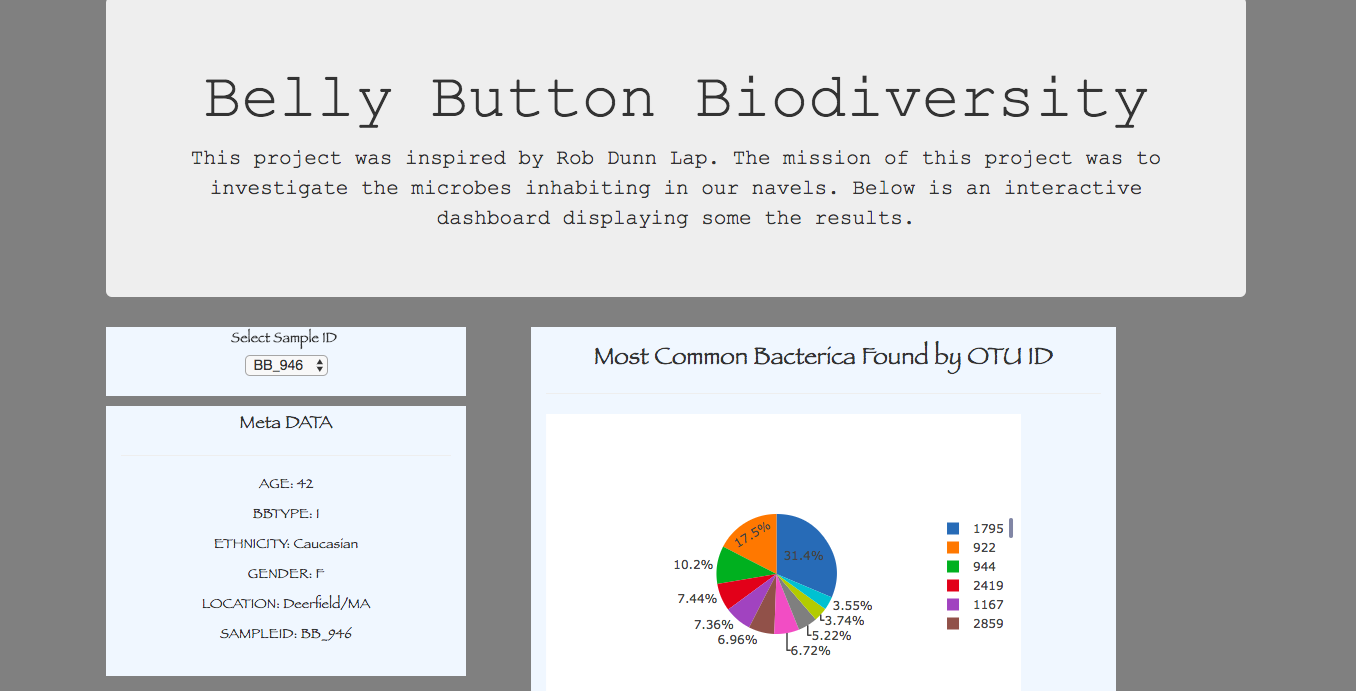 Belly Button Biodiversity
This project was inspired by Rob Dunn Lap. The mission of this project was to
investigate the microbes inhabiting in our navels. Below is an interactive
dashboard displaying some the results.
Select Sample ID
BB_946
Meta DATA
AGE: 42
BBTYPE: I
ETHNICITY: Caucasian
GENDER: F
LOCATION: Deerfield/MA
SAMPLEID: BB_946
Most Common Bacterica Found by OTU ID
17.5%
31.4%
10.2%
7.44%
7.36%
6.96%
6.72%
5.22%
3.74%
3.55%
1795
922
944
2419
1167
2859